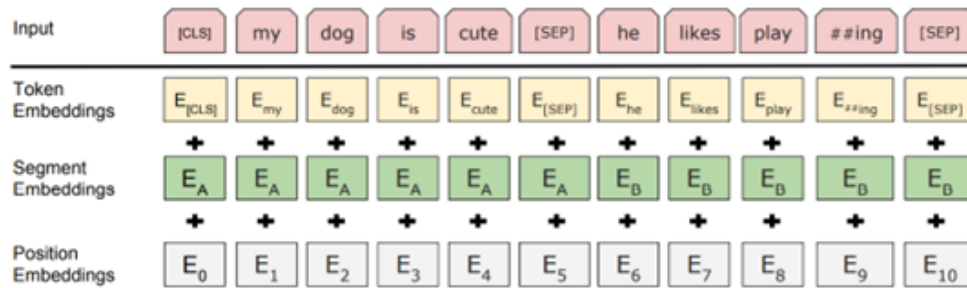 Input [CLS] my dog is cute [SEP] he likes play ##ing [SEP]
Token
Embeddings E[CLS] Emy Edog Eis Ecute E[SEP] Ehe Elikes Eplay E##ing E[SEP]
+ + + + + + + + + + +
Segment
Embeddings EA EA EA EA EA EA EB EB EB EB EB
+ + + + + + + + + + +
Position
Embeddings E0 E1 E2 E3 E4 E5 E6 E7 E8 E9 E10